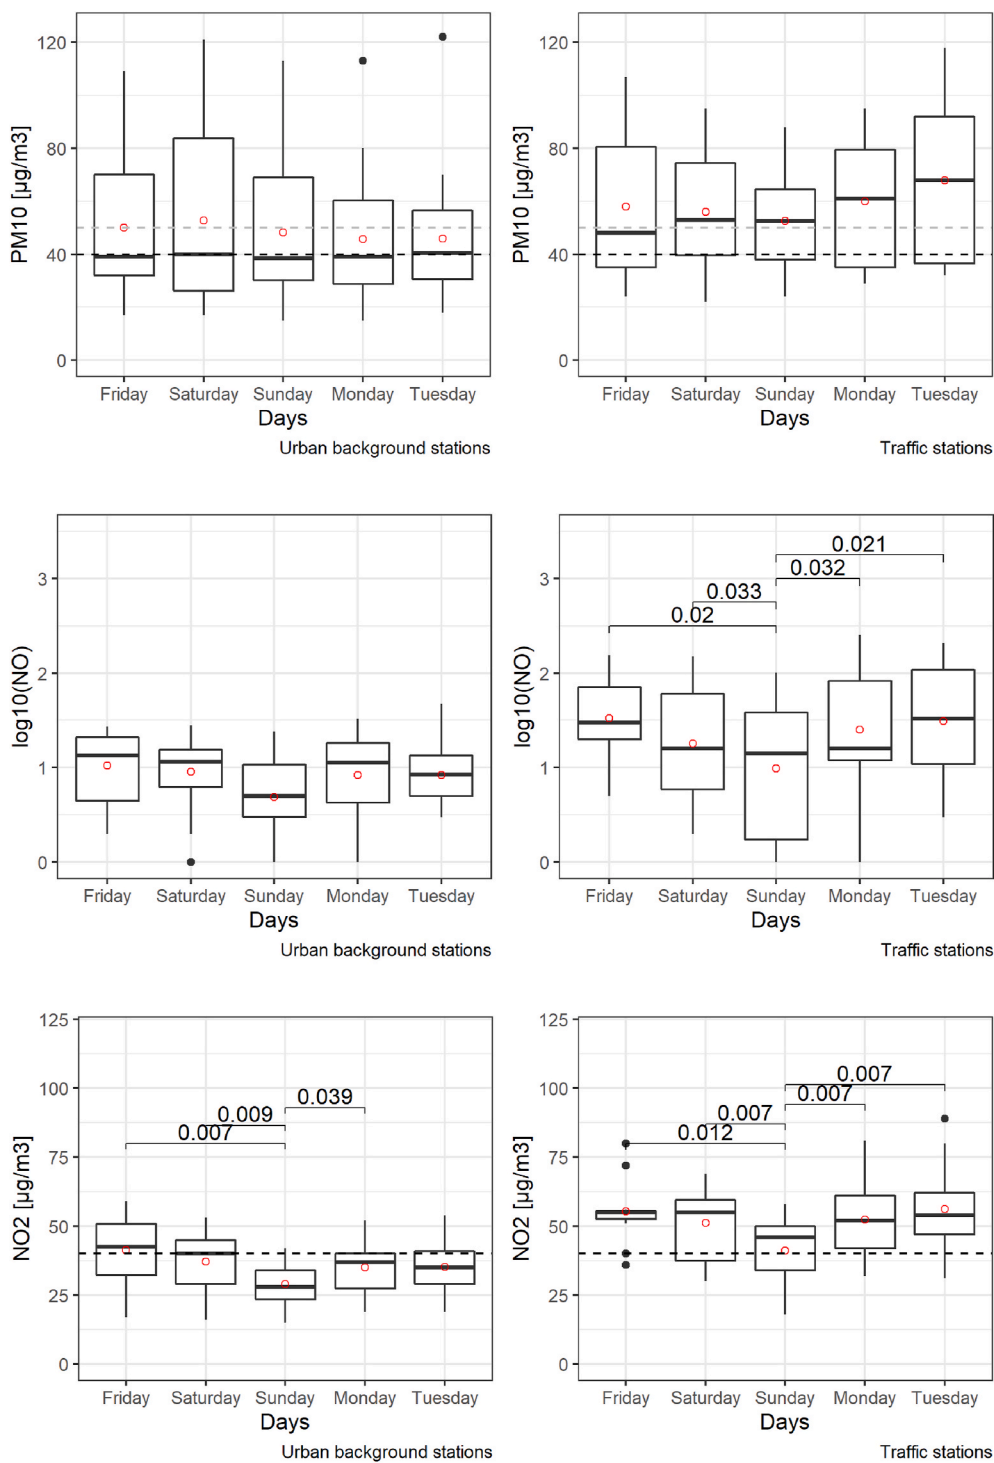 120
80
40
0
PM10 [µg/m3]
Friday Saturday Sunday Monday Tuesday
Days
Urban background stations
120
80
40
0
PM10 [µg/m3]
Friday Saturday Sunday Monday Tuesday
Days
Traffic stations
3
2
1
0
log10(NO)
Friday Saturday Sunday Monday Tuesday
Days
Urban background stations
0.021
0.032
0.033
0.02
3
2
1
0
log10(NO)
Friday Saturday Sunday Monday Tuesday
Days
Traffic stations
125
100
75
50
25
0
NO2 [µg/m3]
0.039
0.009
0.007
Friday Saturday Sunday Monday Tuesday
Days
Urban background stations
125
100
75
50
25
0
NO2 [µg/m3]
0.007
0.007
0.007
0.012
Friday Saturday Sunday Monday Tuesday
Days
Traffic stations